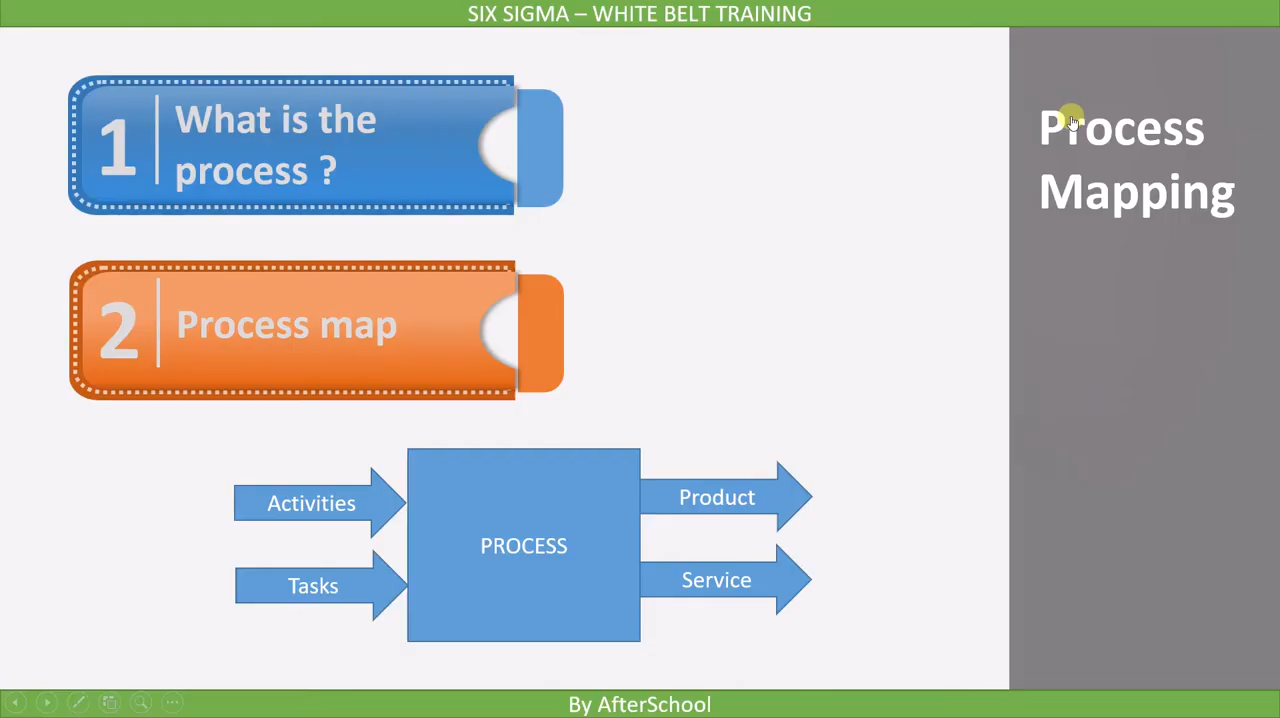 SIX SIGMA – WHITE BELT TRAINING
1
What is the
process ?
2
Process map
Process
Mapping
Activities
Tasks
PROCESS
Product
Service
By AfterSchool